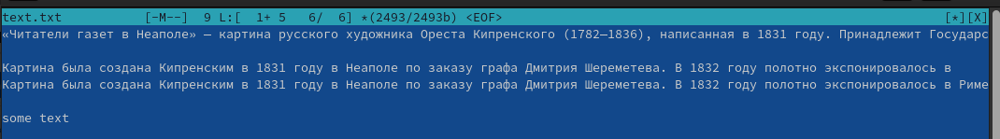 text.txt [-M--] 9 L:[ 1+ 5 6/ 6] *(2493/2493b) <EOF> [*][X]
«Читатели газет в Неаполе» — картина русского художника Ореста Кипренского (1782—1836), написанная в 1831 году. Принадлежит Государс
Картина была создана Кипренским в 1831 году в Неаполе по заказу графа Дмитрия Шереметева. В 1832 году полотно экспонировалось в
Картина была создана Кипренским в 1831 году в Неаполе по заказу графа Дмитрия Шереметева. В 1832 году полотно экспонировалось в Риме
some text